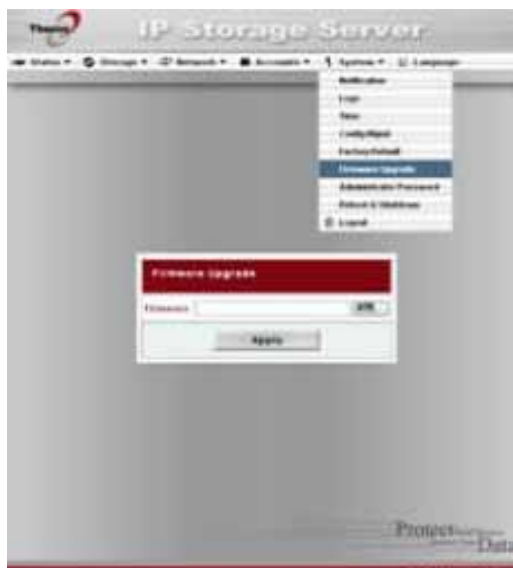 Thecus
IP Storage Server
Status Storage Network Accounts System Language
Notification
Logs
Time
Config Mgmt
Factory Default
Firmware Upgrade
Administrator Password
Reboot & Shutdown
Logout
Firmware Upgrade
Firmware
Apply
Protect
Data